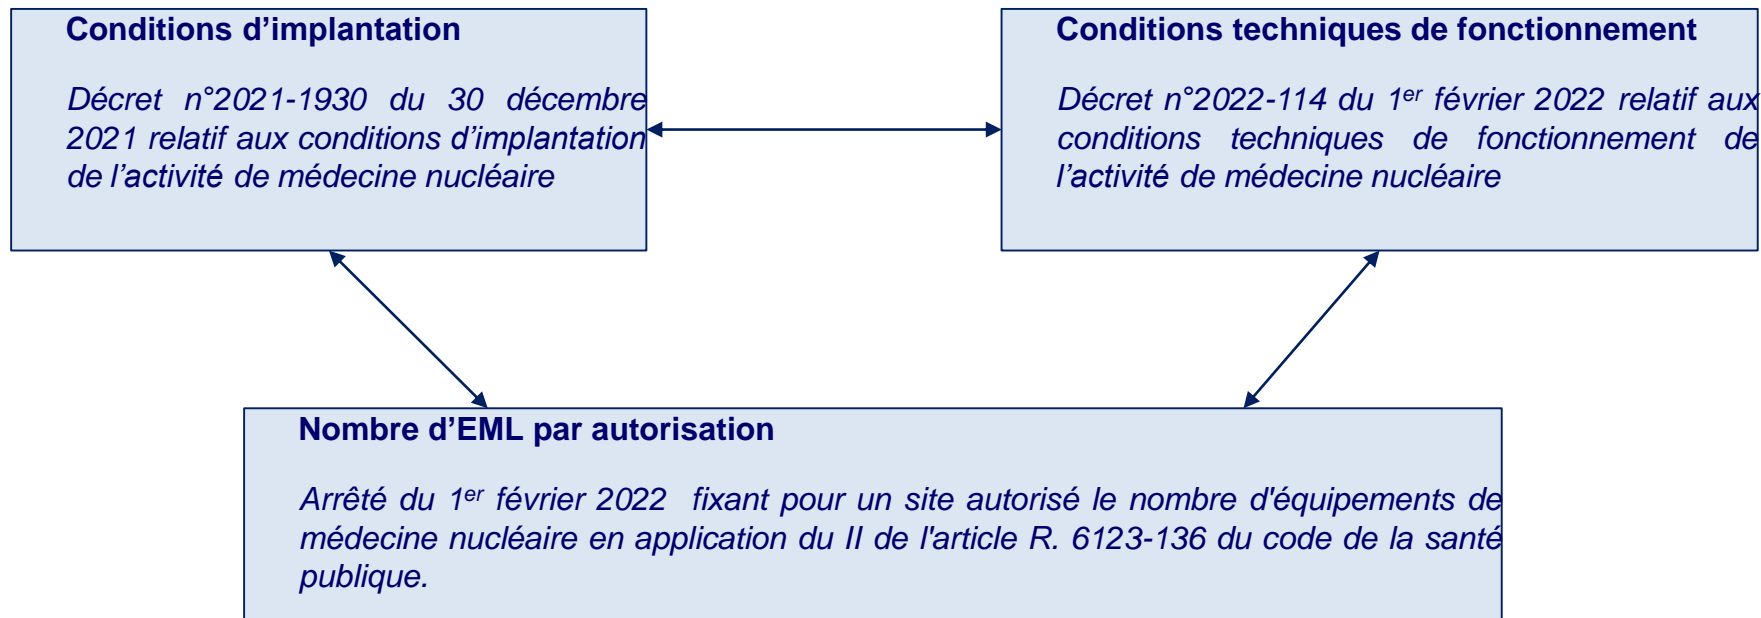 Conditions d’implantation
Décret n°2021-1930 du 30 décembre
2021 relatif aux conditions d’implantation
de l’activité de médecine nucléaire
Conditions techniques de fonctionnement
Décret n°2022-114 du 1er février 2022 relatif aux
conditions techniques de fonctionnement de
l’activité de médecine nucléaire
Nombre d’EML par autorisation
Arrêté du 1er février 2022 fixant pour un site autorisé le nombre d'équipements de
médecine nucléaire en application du II de l'article R. 6123-136 du code de la santé
publique.